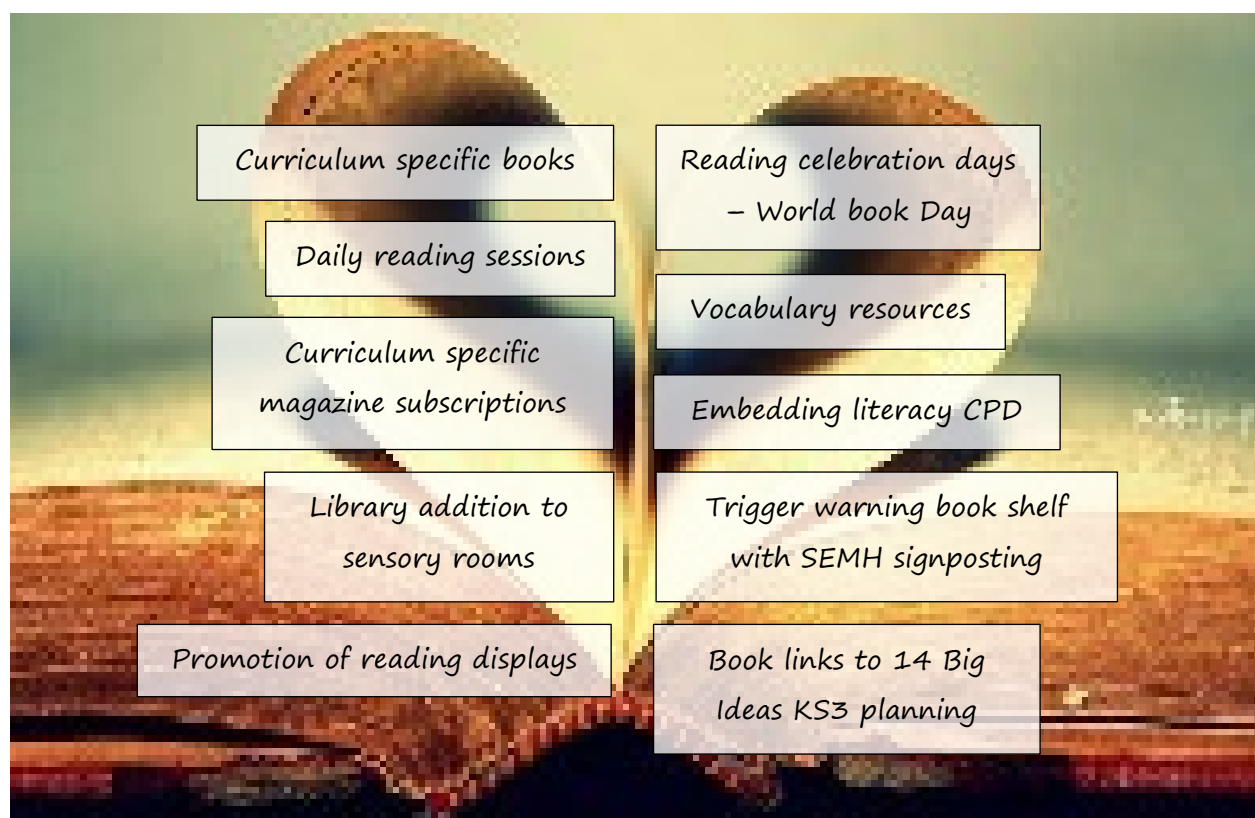 Curriculum specific books
Daily reading sessions
Curriculum specific
magazine subscriptions
Library addition to
sensory rooms
Promotion of reading displays
Reading celebration days
– World book Day
Vocabulary resources
Embedding literacy CPD
Trigger warning book shelf
with SEMH signposting
Book links to 14 Big
Ideas KS3 planning